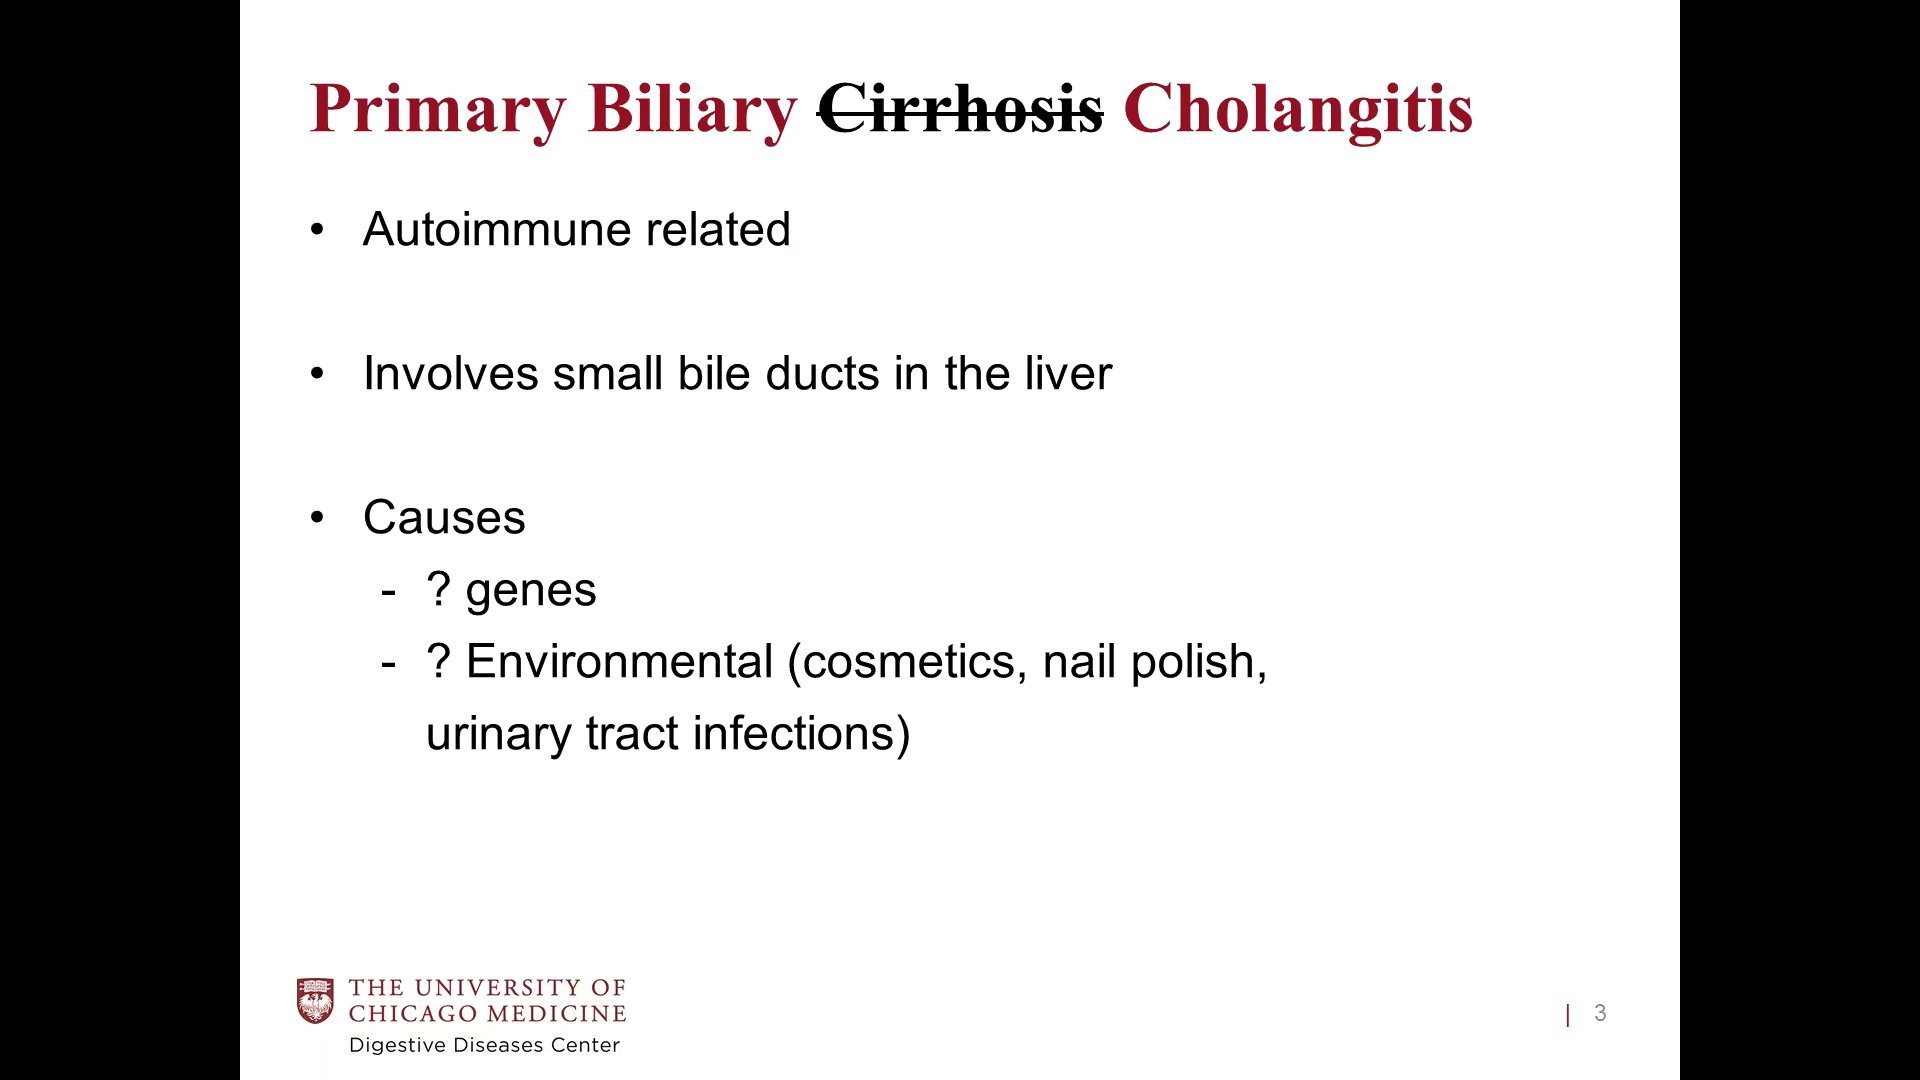 Primary Biliary Cirrhosis Cholangitis
• Autoimmune related
• Involves small bile ducts in the liver
• Causes
- ? genes
- ? Environmental (cosmetics, nail polish,
urinary tract infections)
THE UNIVERSITY OF
CHICAGO MEDICINE
Digestive Diseases Center
| 3